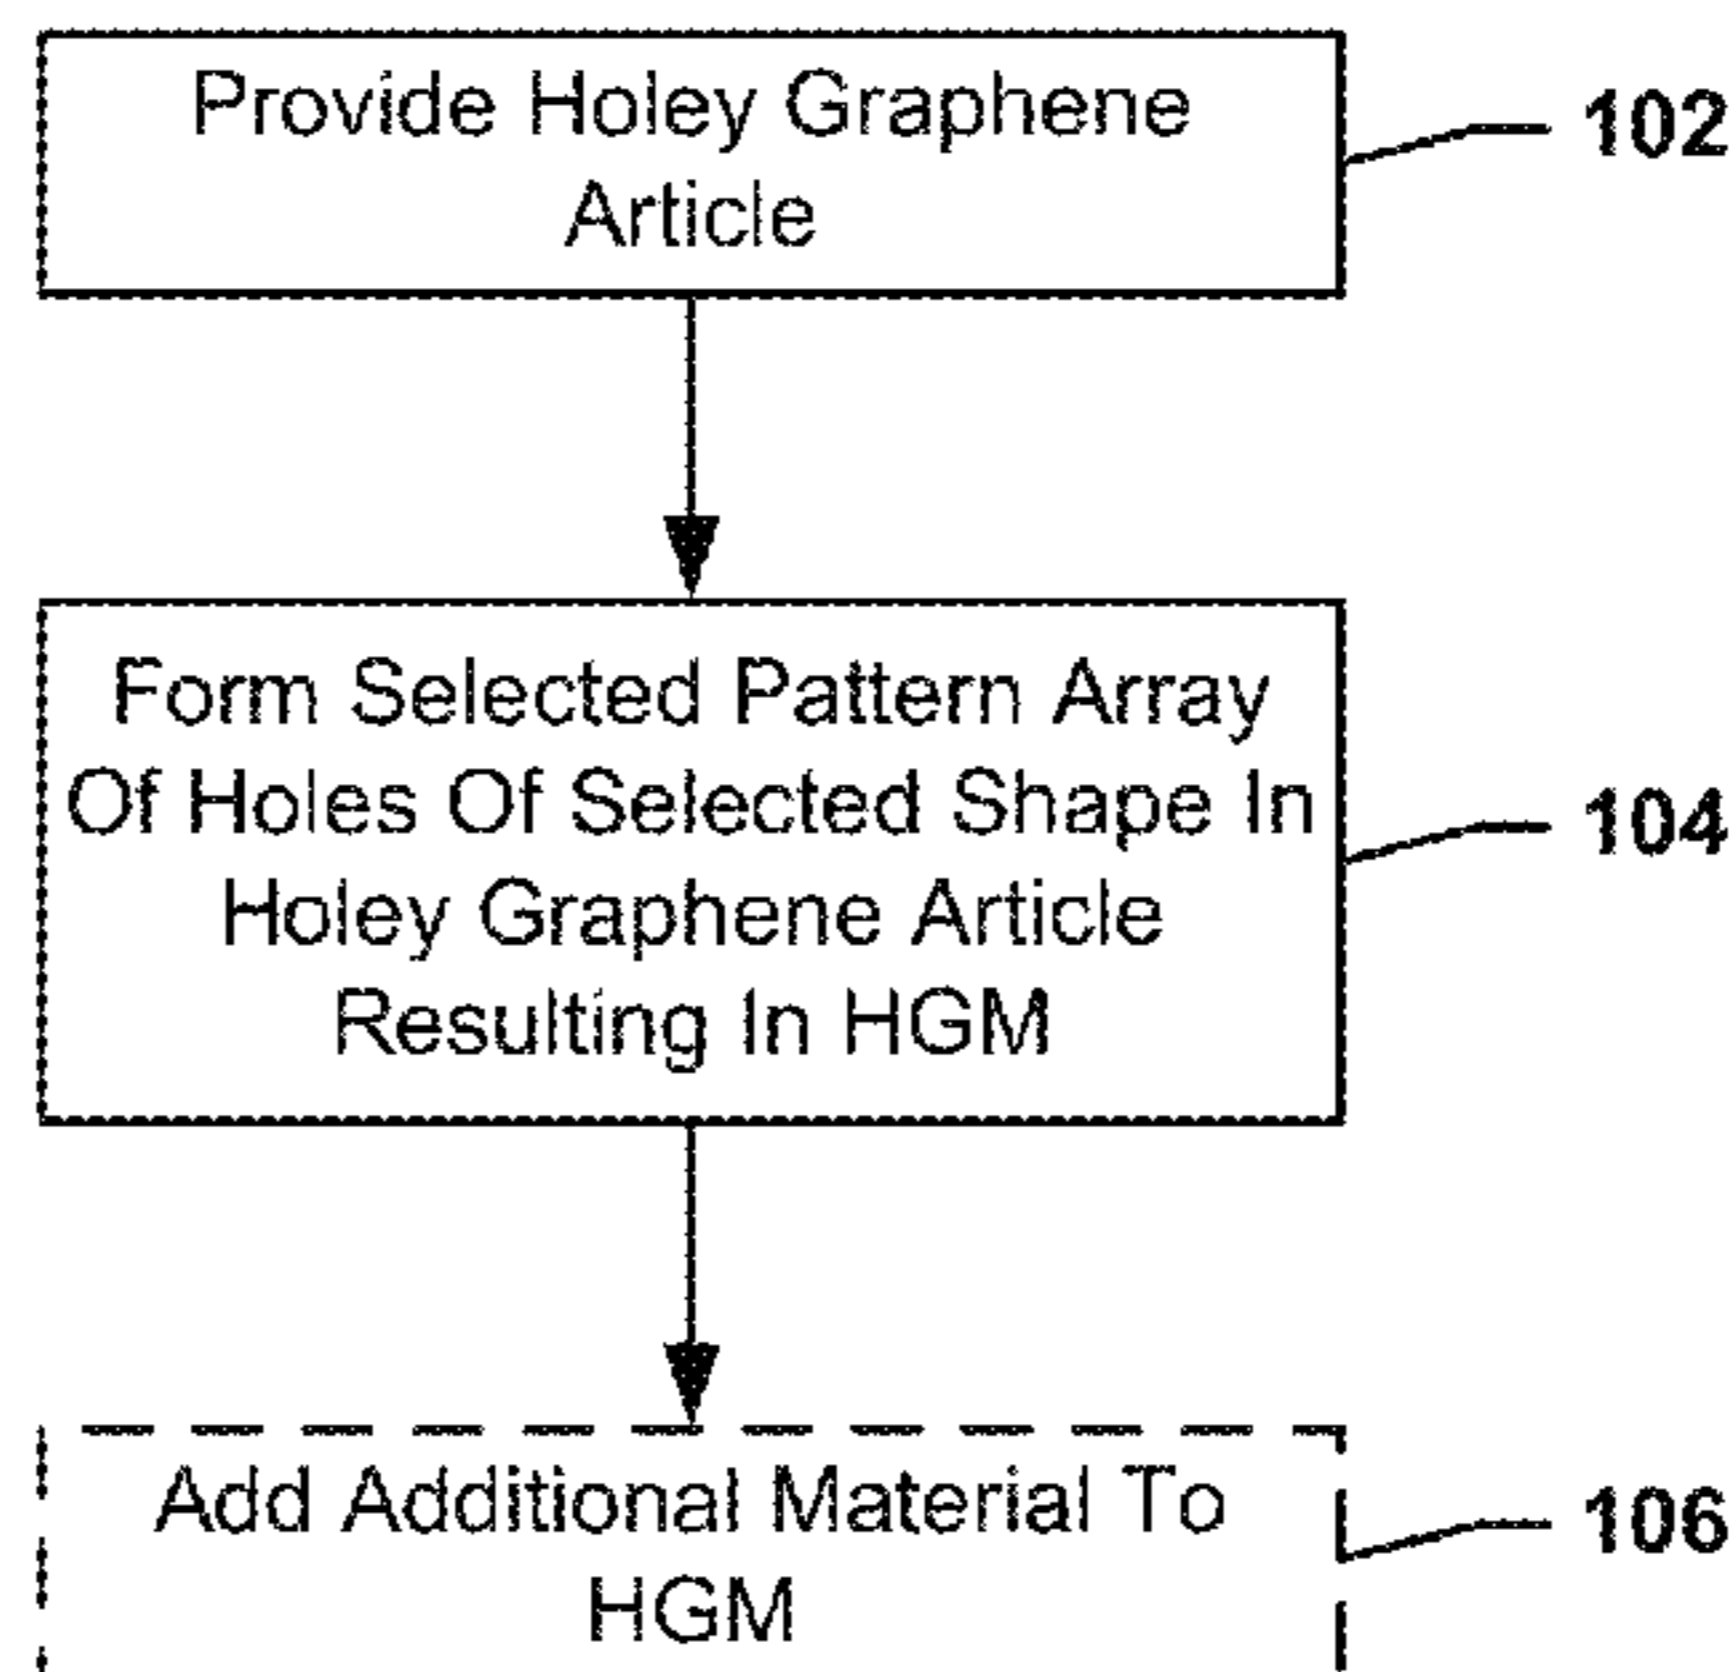 Provide Holey Graphene
Article
102
Form Selected Pattern Array
Of Holes Of Selected Shape In
Holey Graphene Article
Resulting In HGM
104
Add Additional Material To
HGM
106